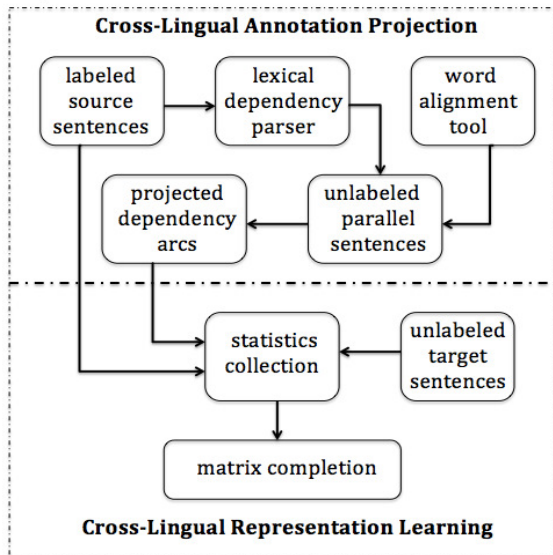 Cross-Lingual Annotation Projection
labeled
source
sentences
lexical
dependency
parser
word
alignment
tool
projected
dependency
arcs
unlabeled
parallel
sentences
statistics
collection
unlabeled
target
sentences
matrix completion
Cross-Lingual Representation Learning